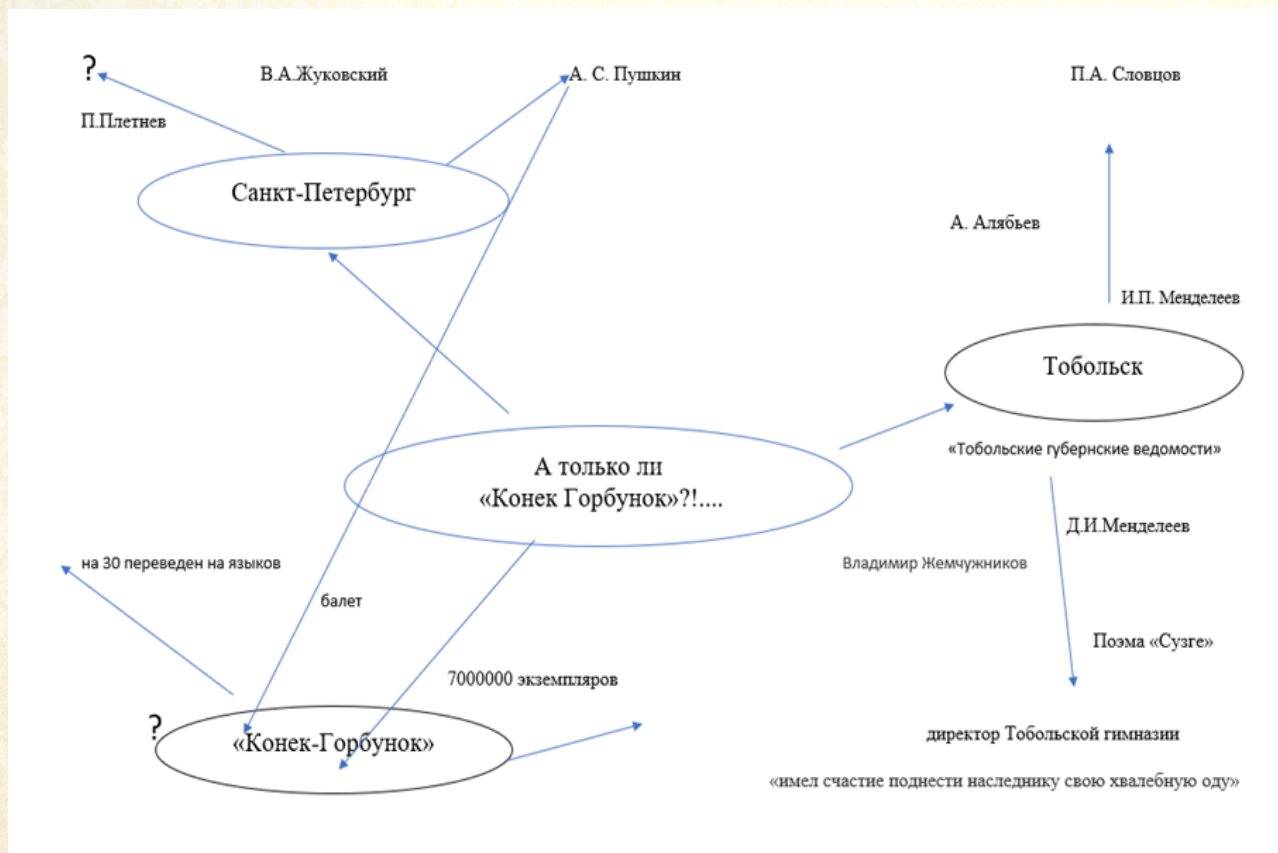 ?
В.А.Жуковский
А. С. Пушкин
П.А. Словцов
П.Плетнев
Санкт-Петербург
А. Алябьев
И.П. Менделеев
Тобольск
«Тобольские губернские ведомости»
А только ли
«Конек Горбунок»?!....
Д.И.Менделеев
на 30 переведен на языков
Владимир Жемчужников
балет
Поэма «Сузге»
7000000 экземпляров
?
«Конек-Горбунок»
директор Тобольской гимназии
«имел счастие поднести наследнику свою хвалебную оду»